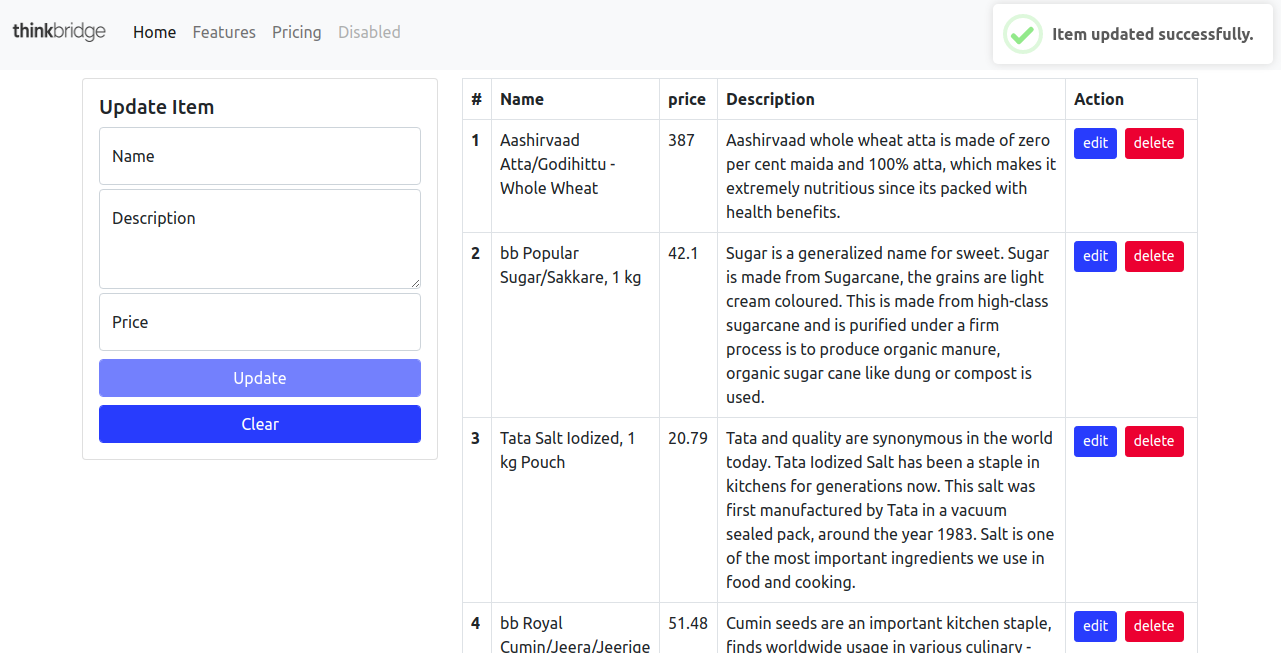 thinkbridge Home Features Pricing Disabled
Item updated successfully.
Update Item
Name
Description
Price
Update
Clear
# Name price Description Action
1 Aashirvaad 387 Aashirvaad whole wheat atta is made of zero edit delete
Atta/Godihittu - per cent maida and 100% atta, which makes it
Whole Wheat extremely nutritious since its packed with
health benefits.
2 bb Popular 42.1 Sugar is a generalized name for sweet. Sugar edit delete
Sugar/Sakkare, 1 kg is made from Sugarcane, the grains are light
cream coloured. This is made from high-class
sugarcane and is purified under a firm
process is to produce organic manure,
organic sugar cane like dung or compost is
used.
3 Tata Salt Iodized, 1 20.79 Tata and quality are synonymous in the world edit delete
kg Pouch today. Tata Iodized Salt has been a staple in
kitchens for generations now. This salt was
first manufactured by Tata in a vacuum
sealed pack, around the year 1983. Salt is one
of the most important ingredients we use in
food and cooking.
4 bb Royal 51.48 Cumin seeds are an important kitchen staple, edit delete
Cumin/Jeera/Jeerige finds worldwide usage in various culinary -